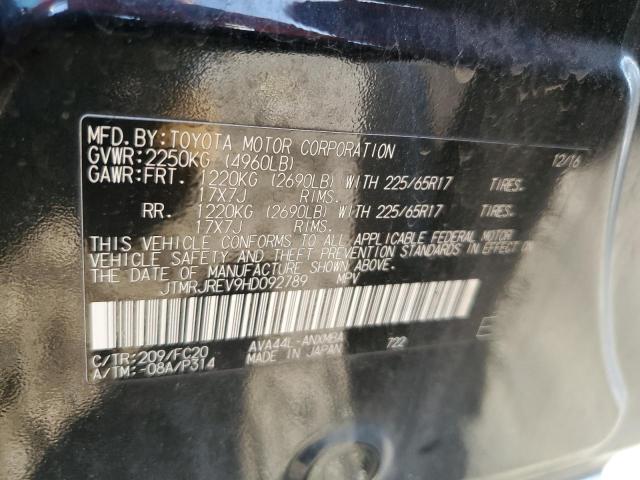 MFD. BY: TOYOTA MOTOR CORPORATION 12/16
GVWR: 2250KG (4960LB)
GAWR: FRT. 1220KG (2690LB) WITH 225/65R17 TIRES.
17X7J RIMS.
RR. 1220KG (2690LB) WITH 225/65R17 TIRES.
17X7J RIMS.
THIS VEHICLE CONFORMS TO ALL APPLICABLE FEDERAL MOTOR
VEHICLE SAFETY AND THEFT PREVENTION STANDARDS IN EFFECT ON
THE DATE OF MANUFACTURE SHOWN ABOVE.
JTMRJREV9HD092789 MPV
C/TR: 209/FC20 AVA44L-ANXMBA 722
A/TM: -08A/P314 MADE IN JAPAN